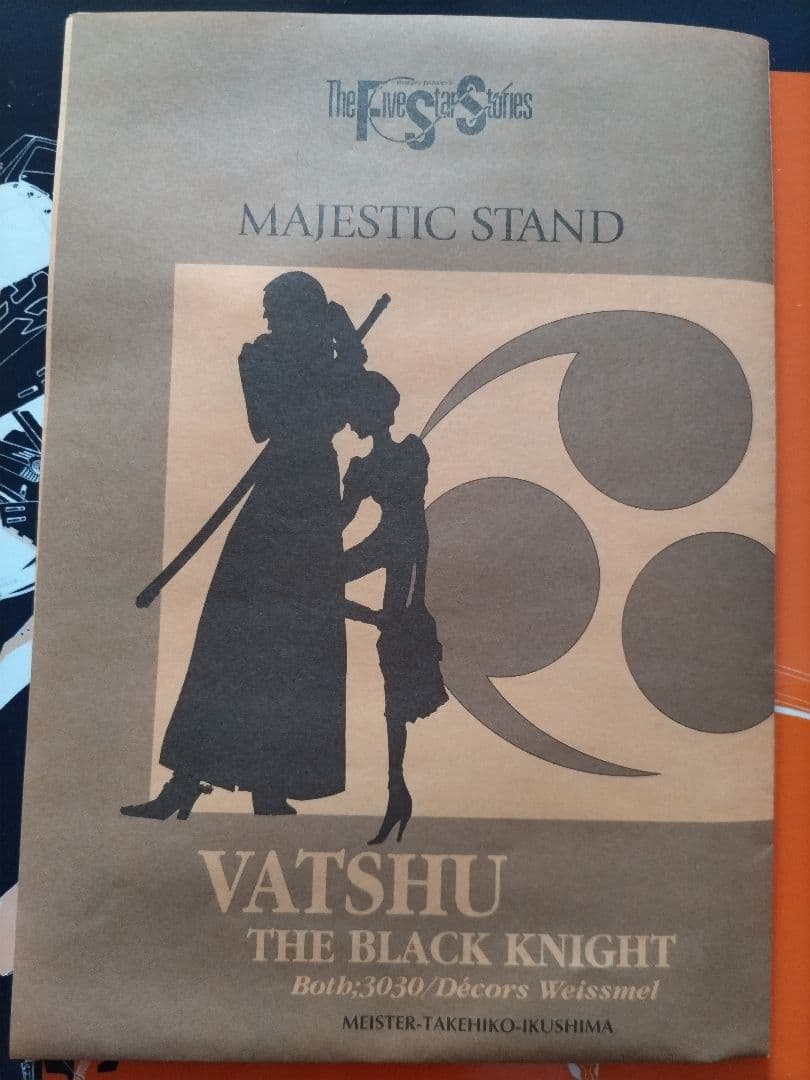 The Five Star Stories
MAJESTIC STAND
VATSHU
THE BLACK KNIGHT
Both;3030/Décors Weissmel
MEISTER-TAKEHIKO-IKUSHIMA